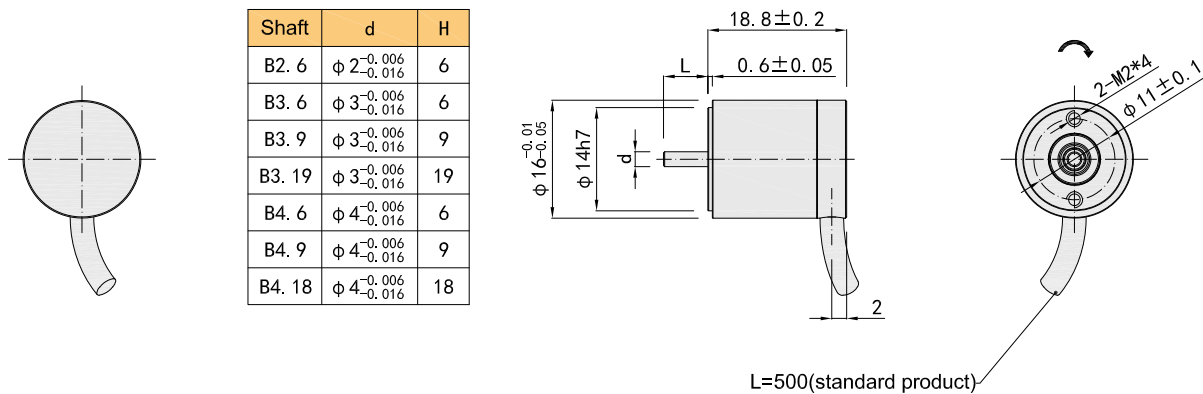 Shaft d H
B2.6 φ2-0.006 -0.016 6
B3.6 φ3-0.006 -0.016 6
B3.9 φ3-0.006 -0.016 9
B3.19 φ3-0.006 -0.016 19
B4.6 φ4-0.006 -0.016 6
B4.9 φ4-0.006 -0.016 9
B4.18 φ4-0.006 -0.016 18
18.8±0.2
L
0.6±0.05
φ16-0.01 -0.05
φ14h7
d
2
2-M2*4
φ11±0.1
L=500(standard product)